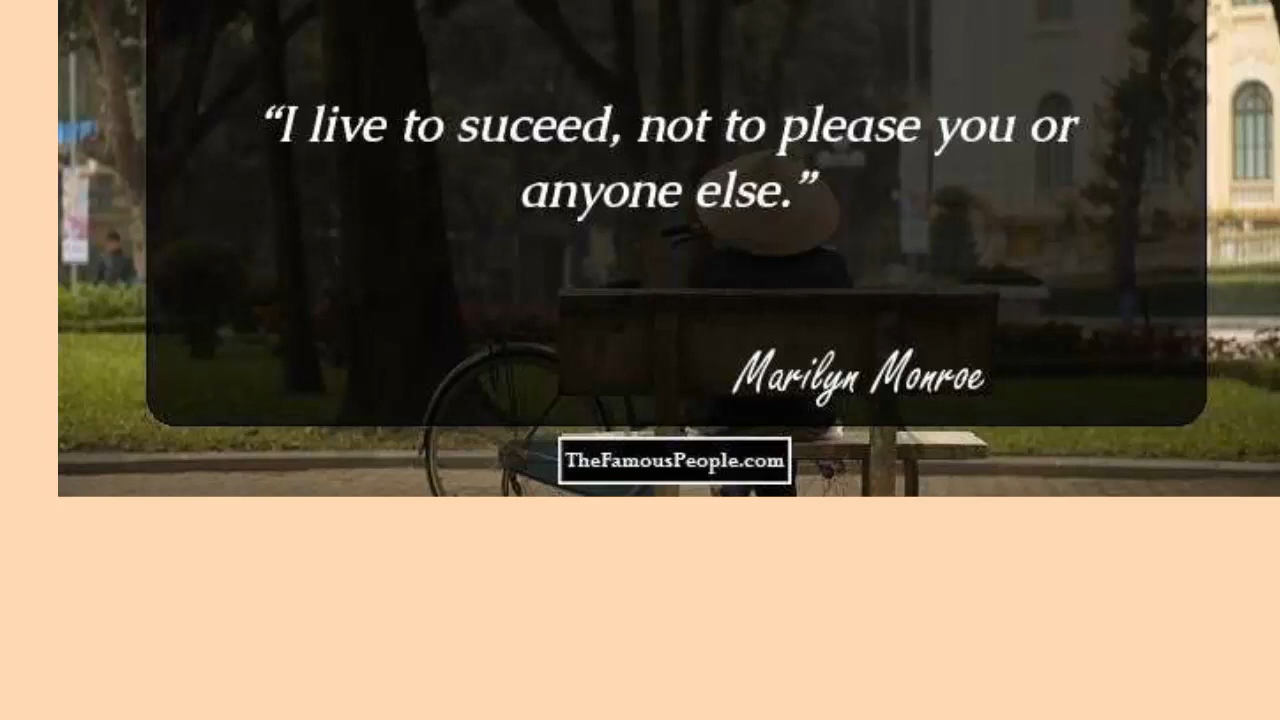 “I live to suceed, not to please you or
anyone else.”
Marilyn Monroe
TheFamousPeople.com